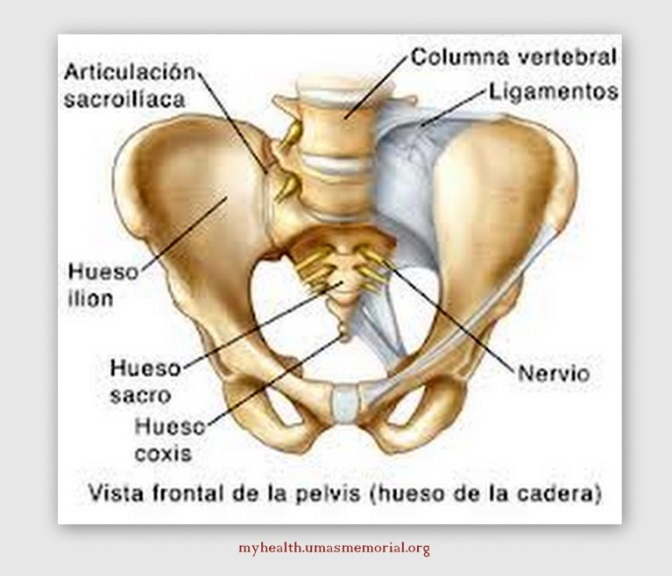 Articulación
sacroilíaca
Columna vertebral
Ligamentos
Hueso
ilion
Hueso
sacro
Hueso
coxis
Nervio
Vista frontal de la pelvis (hueso de la cadera)
myhealth.umasmemorial.org